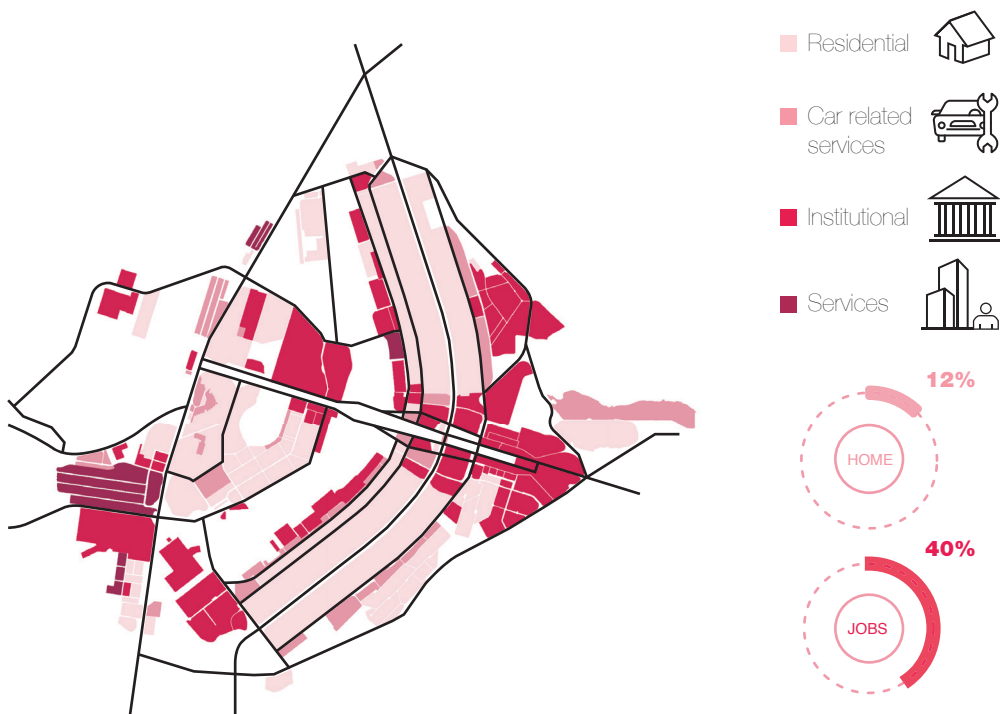 Residential
Car related
services
Institutional
Services
12%
HOME
40%
JOBS